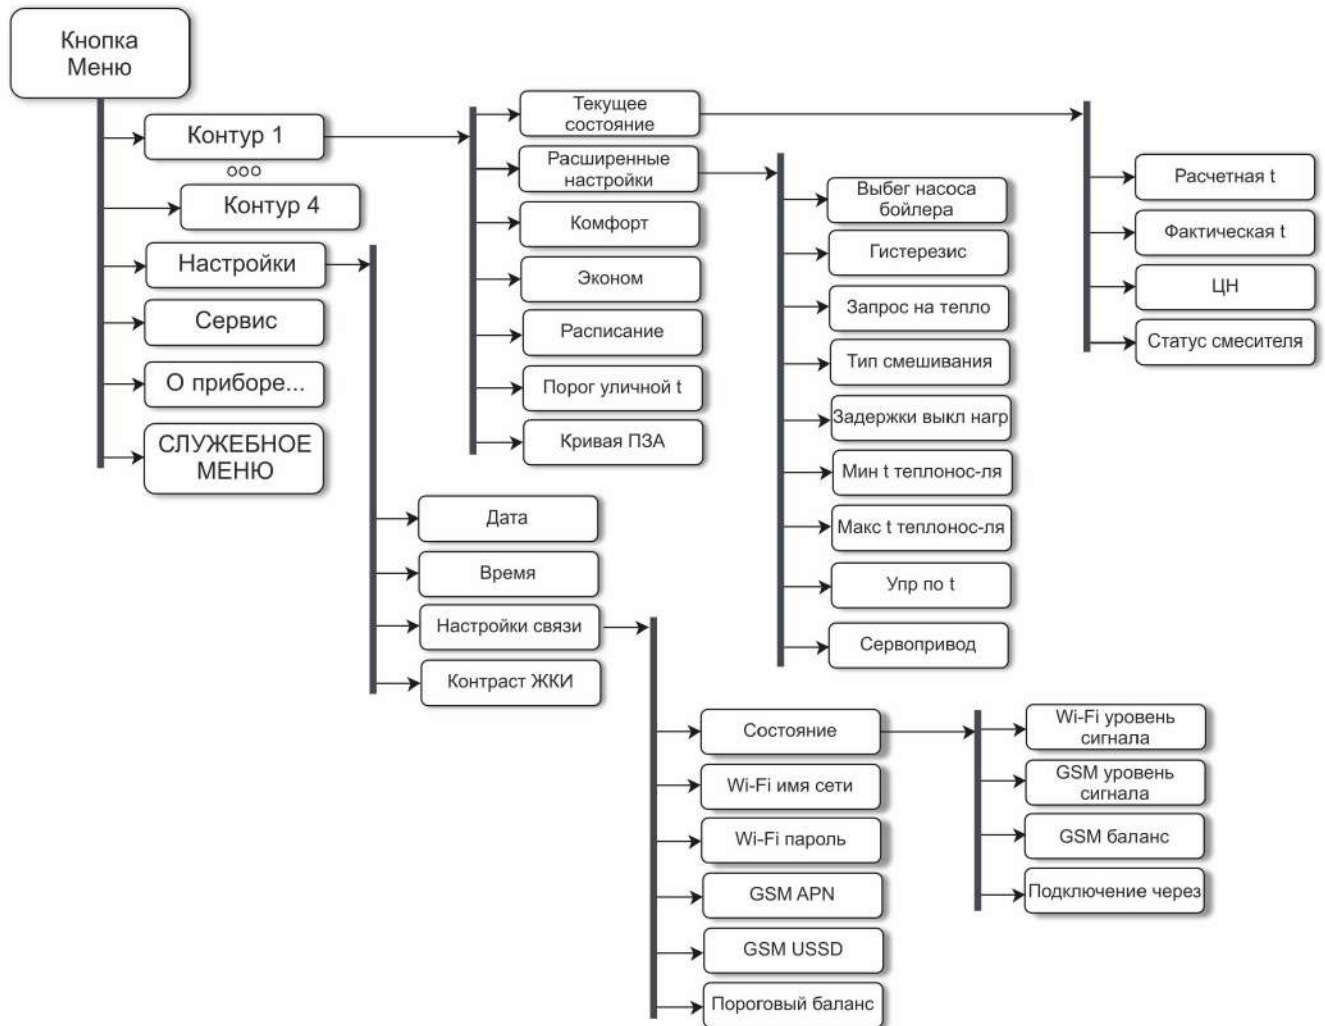 Кнопка
Меню
Контур 1
ооо
Контур 4
Настройки
Сервис
О приборе...
СЛУЖЕБНОЕ
МЕНЮ
Текущее
состояние
Расширенные
настройки
Комфорт
Эконом
Расписание
Порог уличной t
Кривая ПЗА
Расчетная t
Фактическая t
ЦН
Статус смесителя
Выбег насоса
бойлера
Гистерезис
Запрос на тепло
Тип смешивания
Задержки выкл нагр
Мин t теплонос-ля
Макс t теплонос-ля
Упр по t
Сервопривод
Дата
Время
Настройки связи
Контраст ЖКИ
Состояние
Wi-Fi имя сети
Wi-Fi пароль
GSM APN
GSM USSD
Пороговый баланс
Wi-Fi уровень
сигнала
GSM уровень
сигнала
GSM баланс
Подключение через